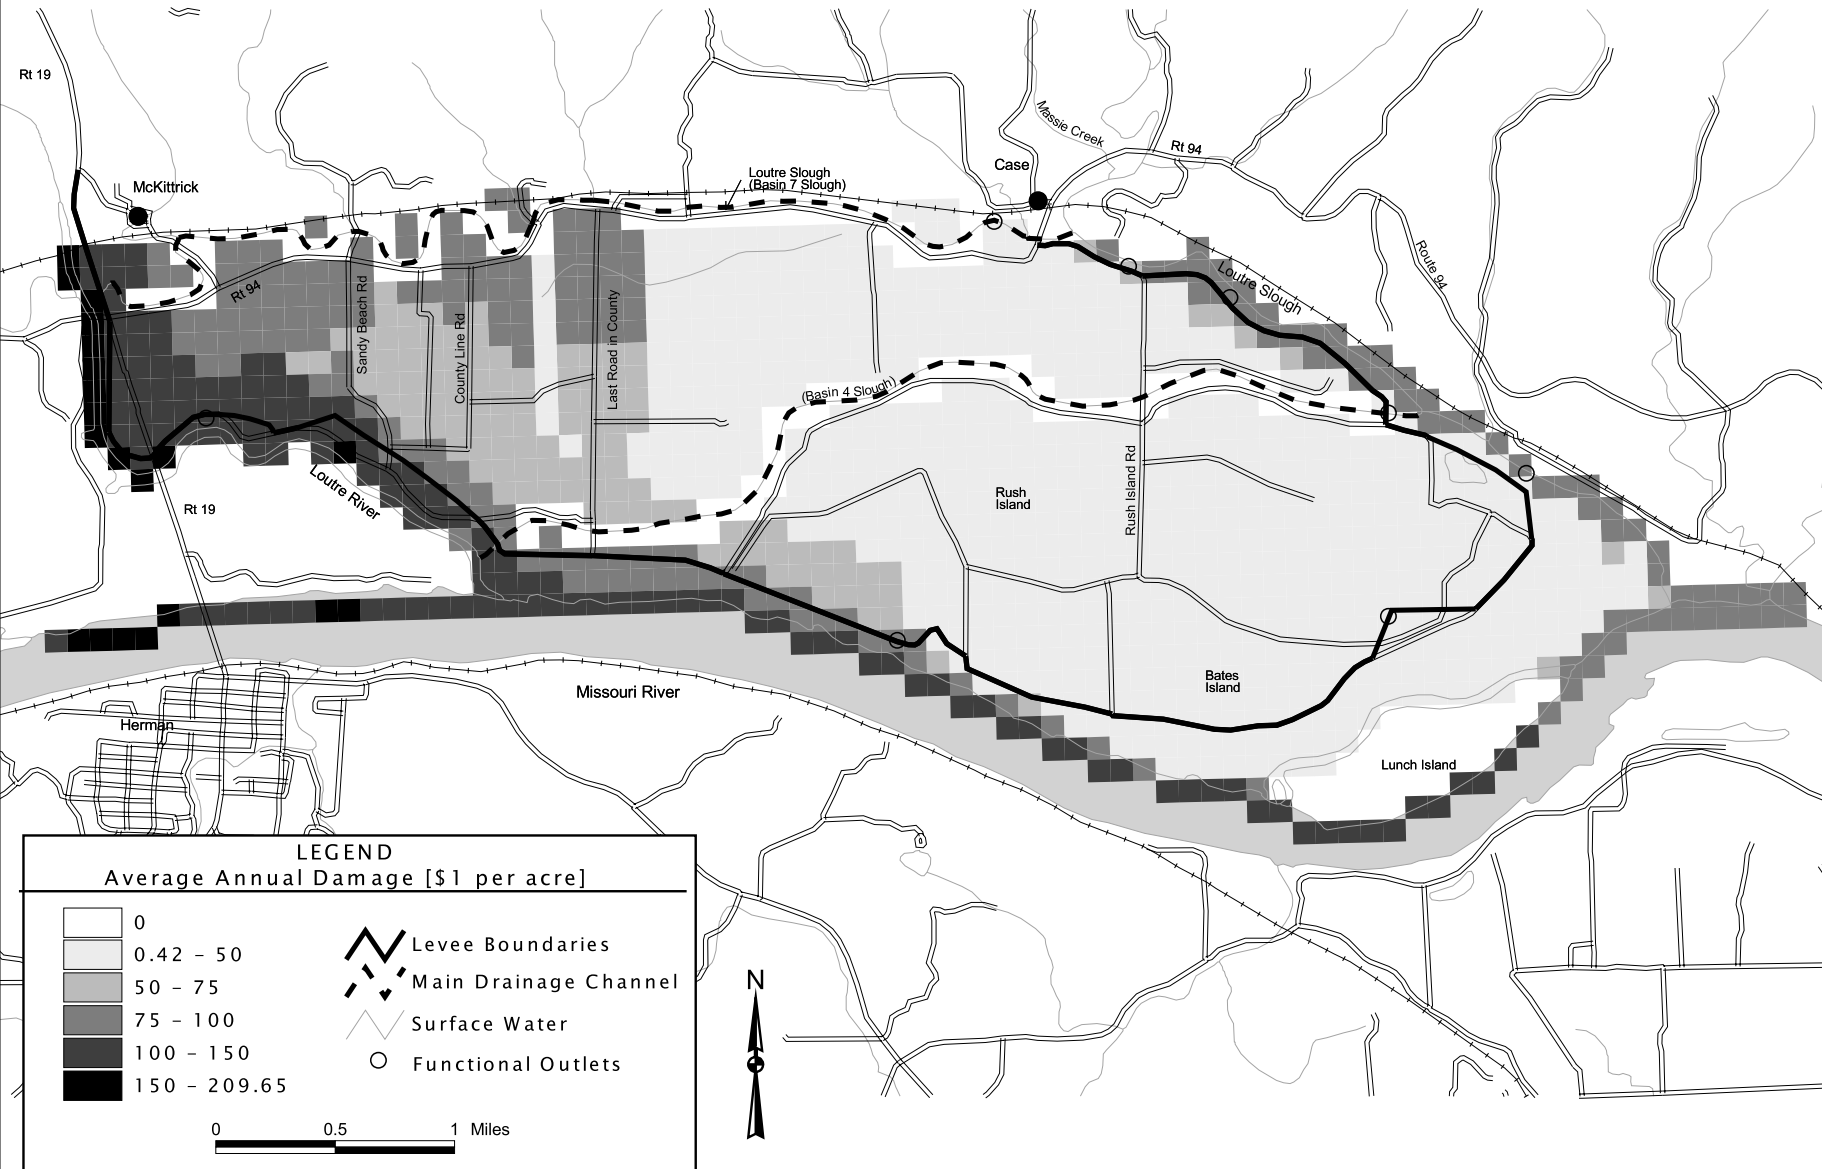 Rt 19
Massie Creek
Rt 94
Case
McKittrick
Loutre Slough
(Basin 7 Slough)
Route 94
Loutre Slough
Rt 94
Sandy Beach Rd
County Line Rd
Last Road in County
(Basin 4 Slough)
Rush Island Rd
Rush
Island
Loutre River
Rt 19
Bates
Island
Missouri River
Herman
Lunch Island
LEGEND
Average Annual Damage [$1 per acre]
0
0.42 – 50
50 – 75
75 – 100
100 – 150
150 – 209.65
Levee Boundaries
Main Drainage Channel
Surface Water
Functional Outlets
0 0.5 1 Miles
N